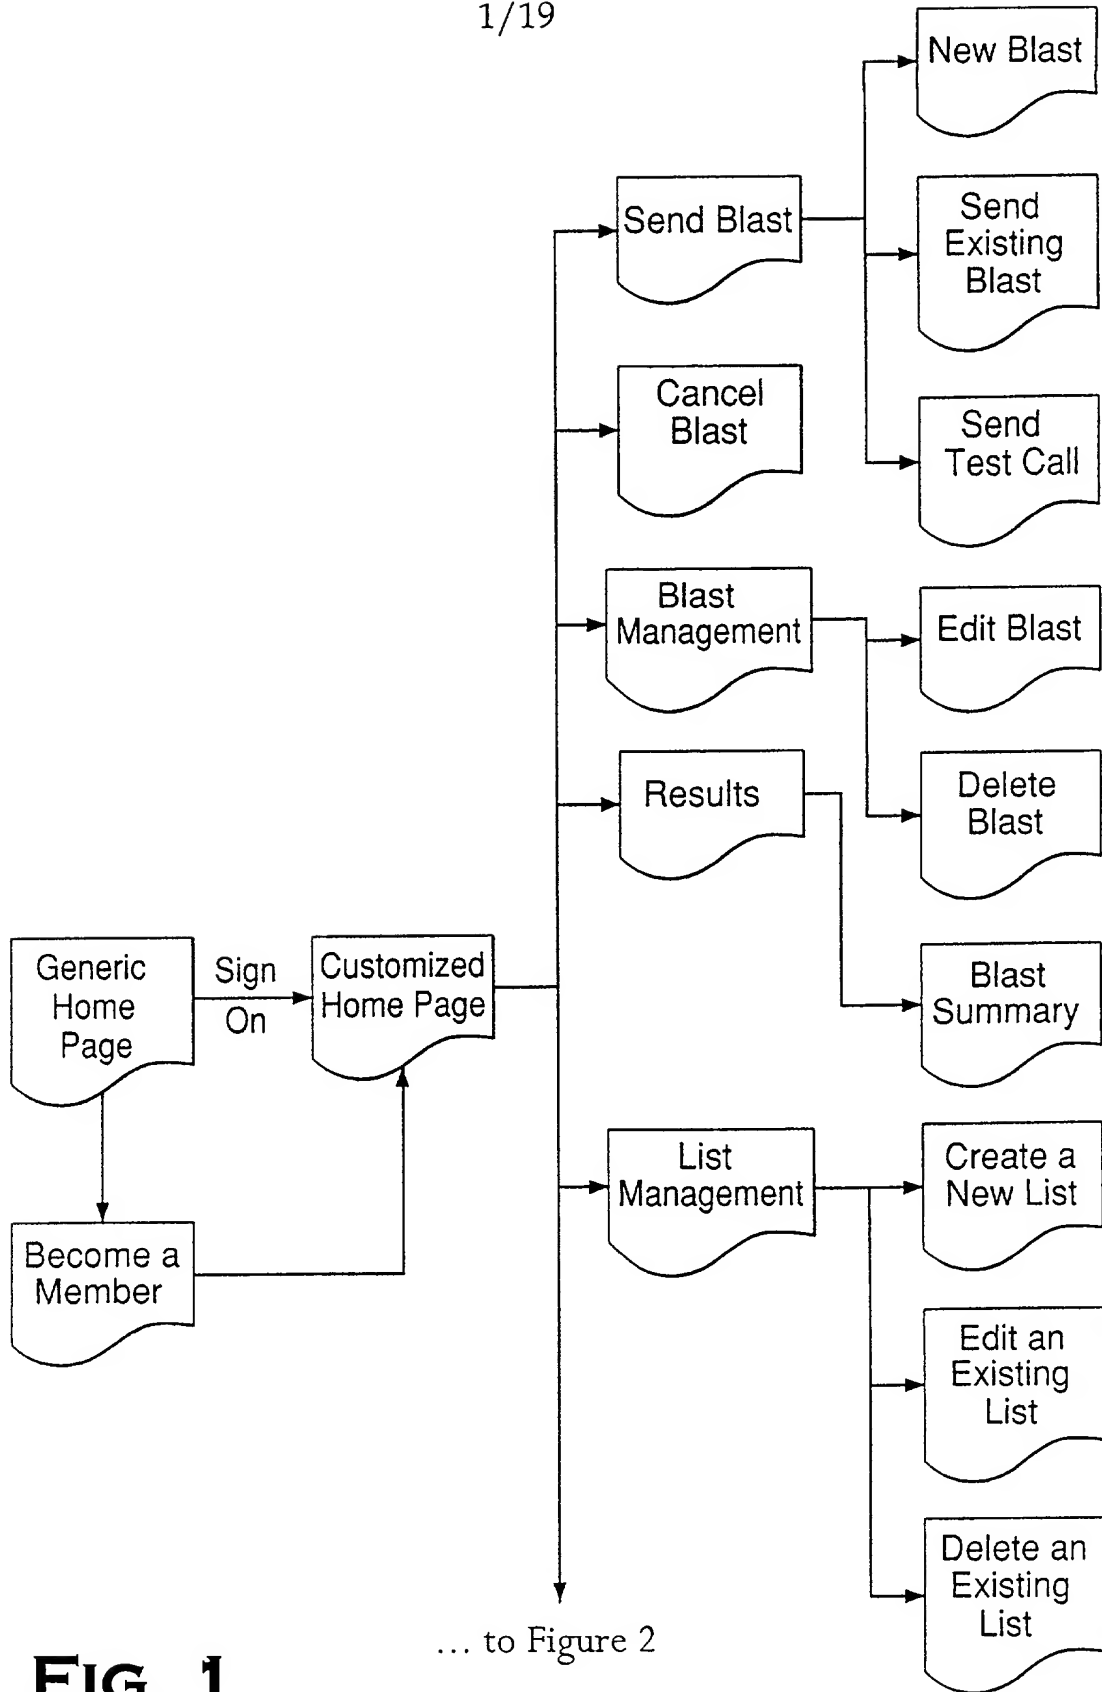 1/19
New Blast
Send Blast
Send
Existing
Blast
Cancel
Blast
Send
Test Call
Blast
Management
Edit Blast
Results
Delete
Blast
Generic
Home
Page
Sign
On
Customized
Home Page
Blast
Summary
List
Management
Create a
New List
Become a
Member
Edit an
Existing
List
Delete an
Existing
List
... to Figure 2
FIG. 1